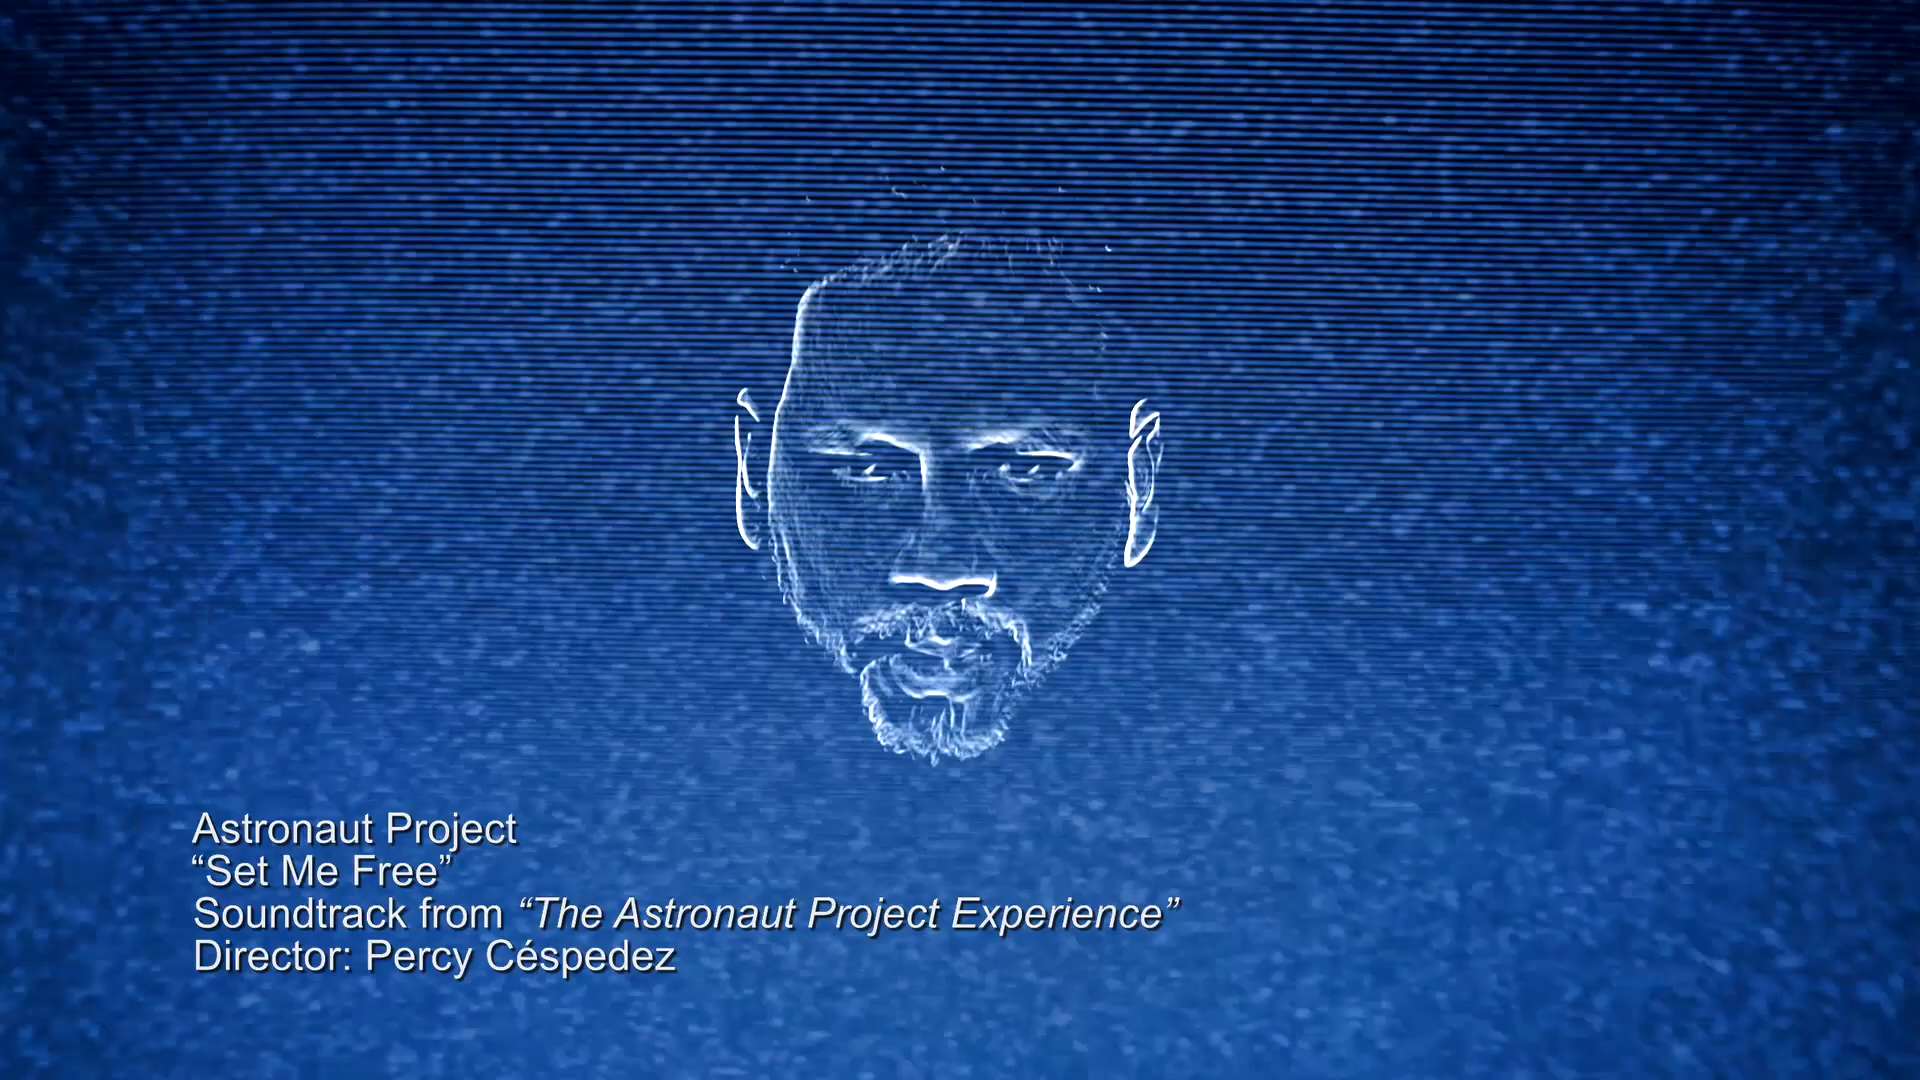 Astronaut Project
“Set Me Free”
Soundtrack from “The Astronaut Project Experience”
Director: Percy Céspedez